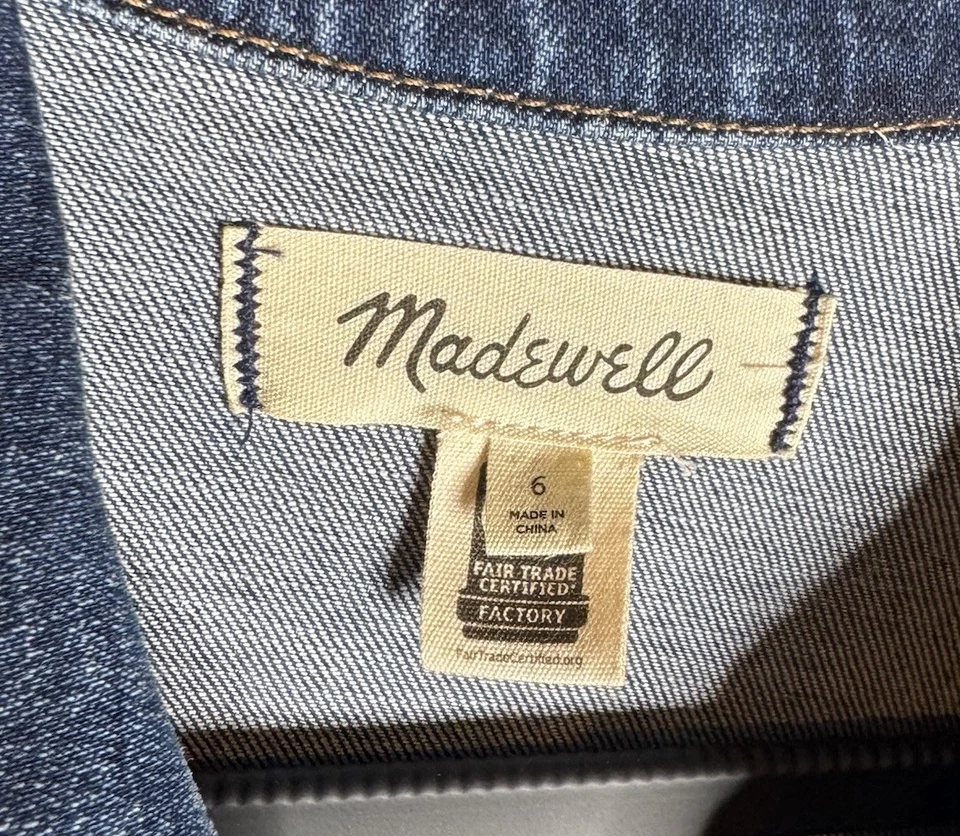 Madewell
6
MADE IN
CHINA
FAIR TRADE
CERTIFIED
FACTORY
FairTradeCertified.org